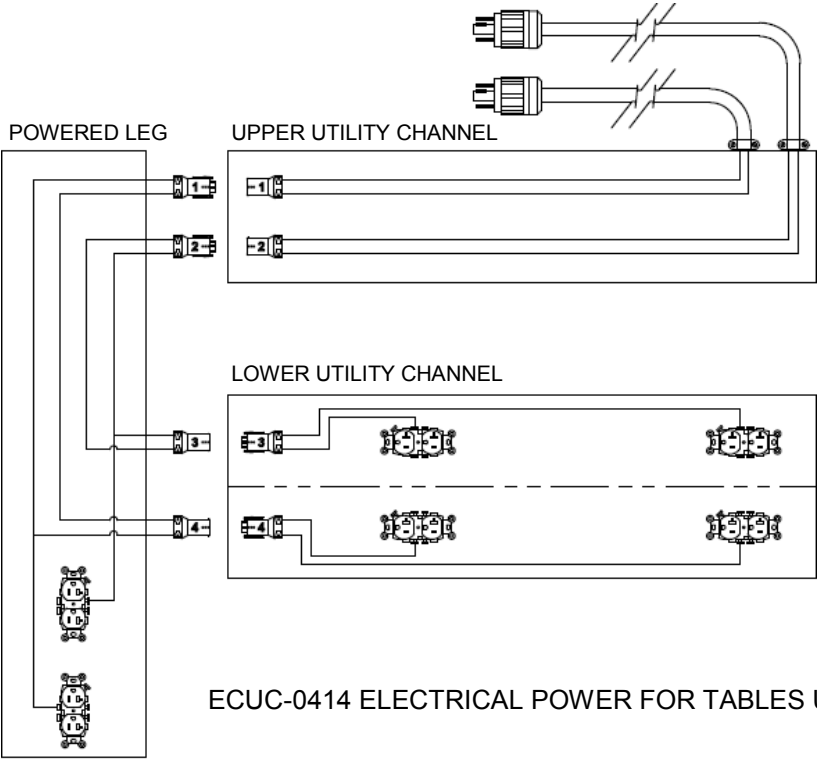 POWERED LEG
UPPER UTILITY CHANNEL
1
1
2
2
LOWER UTILITY CHANNEL
3
3
4
4
ECUC-0414 ELECTRICAL POWER FOR TABLES U